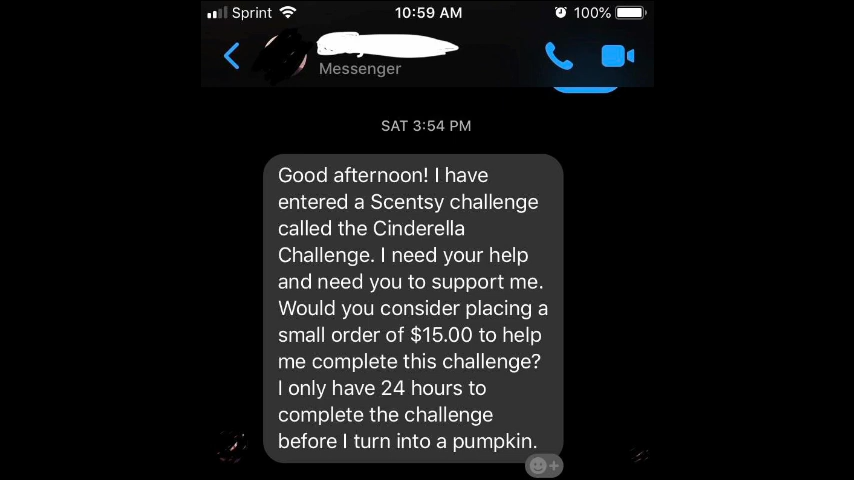 Sprint 10:59 AM 100%
Messenger
SAT 3:54 PM
Good afternoon! I have
entered a Scentsy challenge
called the Cinderella
Challenge. I need your help
and need you to support me.
Would you consider placing a
small order of $15.00 to help
me complete this challenge?
I only have 24 hours to
complete the challenge
before I turn into a pumpkin.